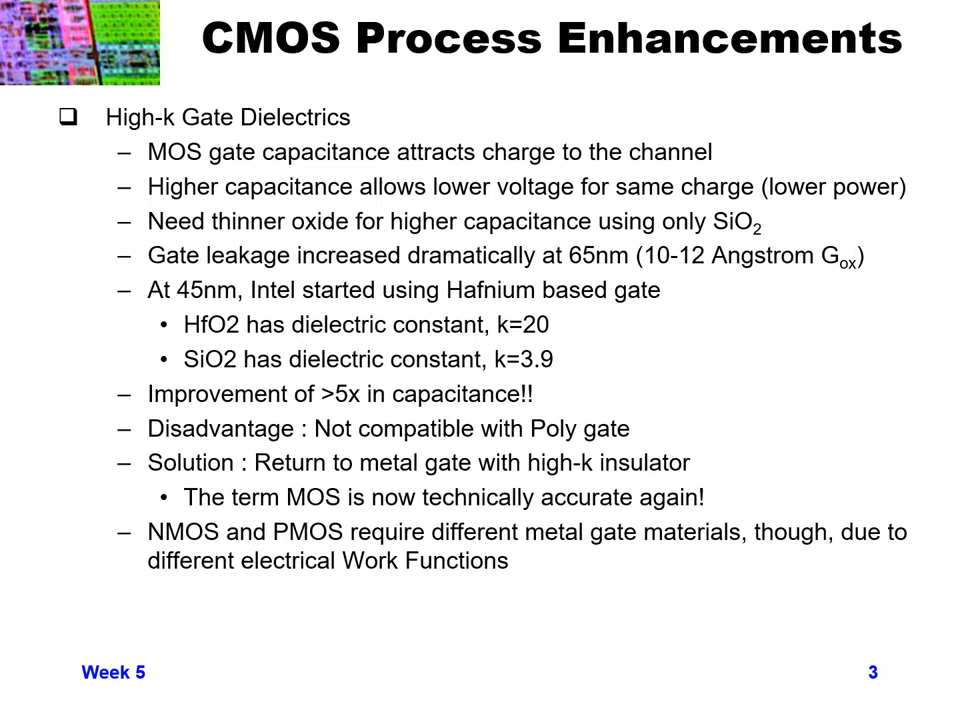 CMOS Process Enhancements
❑ High-k Gate Dielectrics
– MOS gate capacitance attracts charge to the channel
– Higher capacitance allows lower voltage for same charge (lower power)
– Need thinner oxide for higher capacitance using only SiO₂
– Gate leakage increased dramatically at 65nm (10-12 Angstrom Gₒₓ)
– At 45nm, Intel started using Hafnium based gate
• HfO2 has dielectric constant, k=20
• SiO2 has dielectric constant, k=3.9
– Improvement of >5x in capacitance!!
– Disadvantage : Not compatible with Poly gate
– Solution : Return to metal gate with high-k insulator
• The term MOS is now technically accurate again!
– NMOS and PMOS require different metal gate materials, though, due to
different electrical Work Functions
Week 5
3